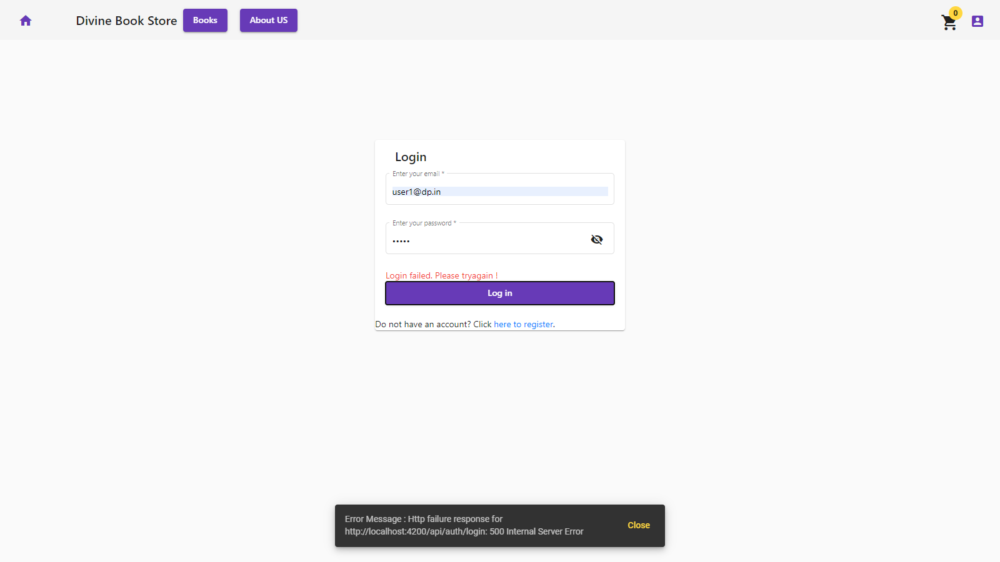 Divine Book Store Books About US 0
Login
Enter your email *
user1@dp.in
Enter your password *
•••••
Login failed. Please tryagain !
Log in
Do not have an account? Click here to register.
Error Message : Http failure response for
http://localhost:4200/api/auth/login: 500 Internal Server Error
Close